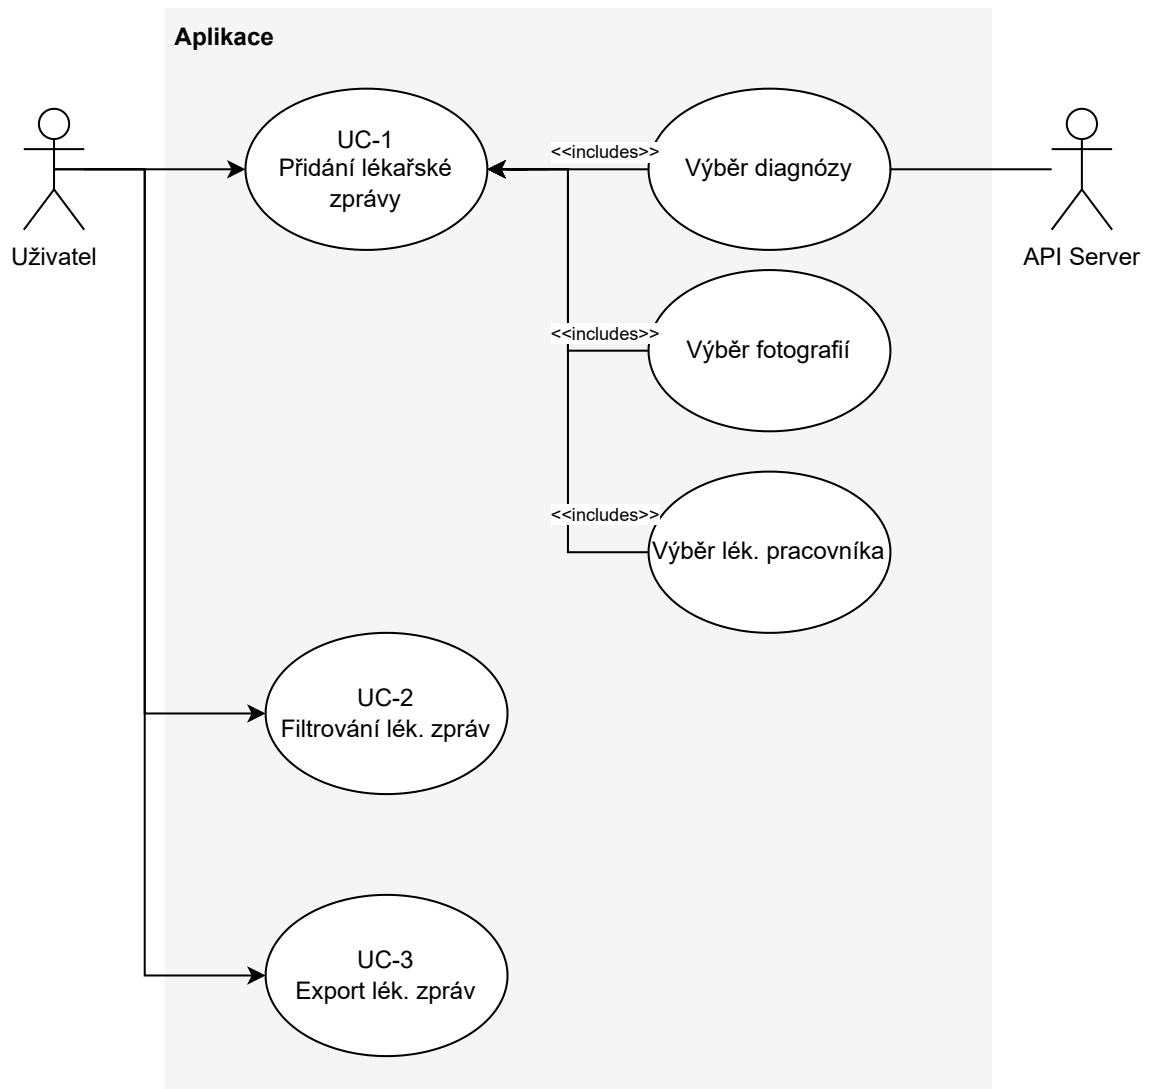 Aplikace
UC-1
Přidání lékařské
zprávy
<<includes>>
Výběr diagnózy
Uživatel
API Server
<<includes>>
Výběr fotografií
<<includes>>
Výběr lék. pracovníka
UC-2
Filtrování lék. zpráv
UC-3
Export lék. zpráv